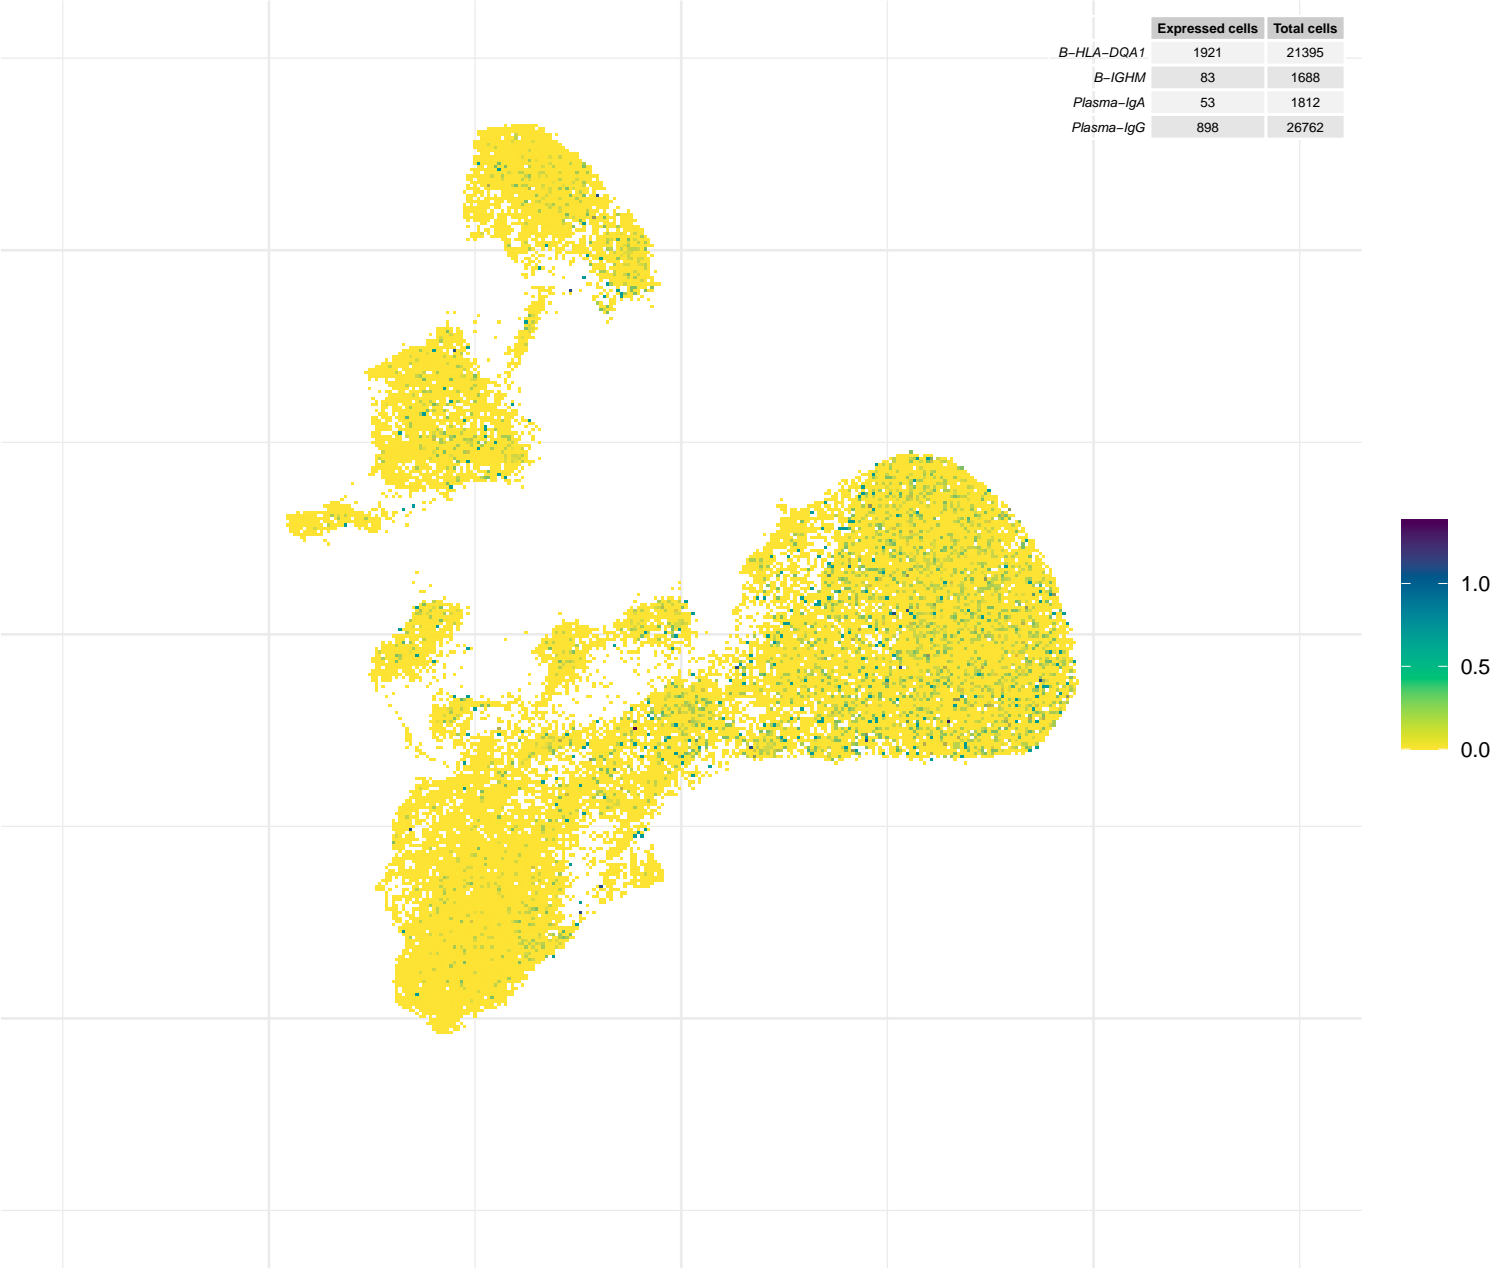 Expressed cells Total cells
B−HLA−DQA1 1921 21395
B−IGHM 83 1688
Plasma−IgA 53 1812
Plasma−IgG 898 26762
1.0
0.5
0.0